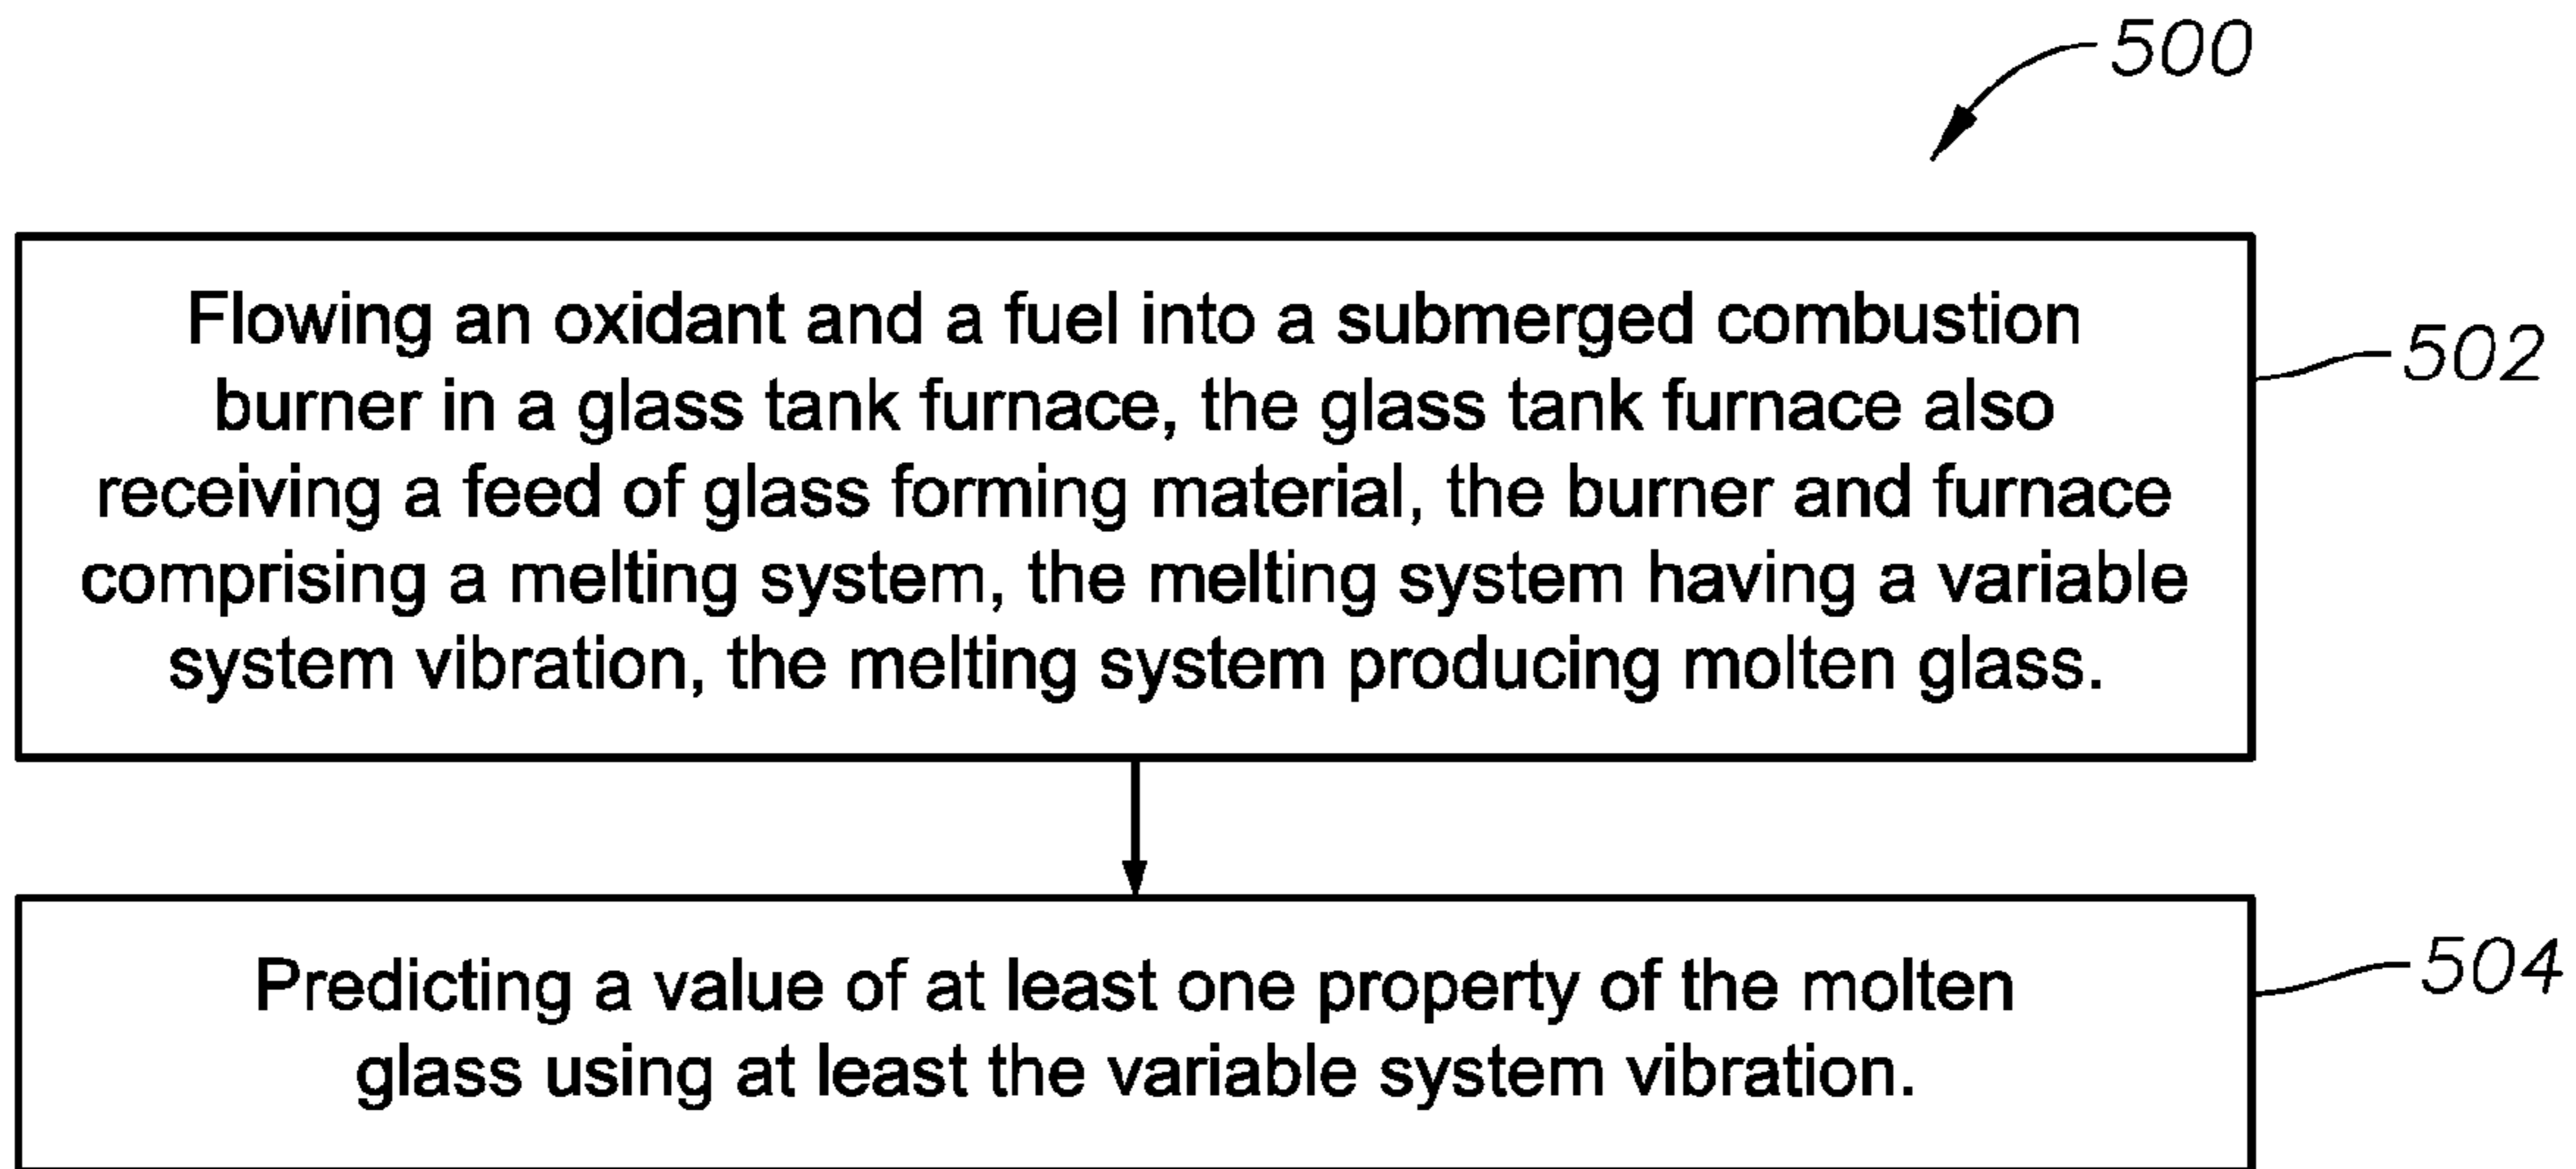 500
Flowing an oxidant and a fuel into a submerged combustion
burner in a glass tank furnace, the glass tank furnace also
receiving a feed of glass forming material, the burner and furnace
comprising a melting system, the melting system having a variable
system vibration, the melting system producing molten glass.
502
Predicting a value of at least one property of the molten
glass using at least the variable system vibration.
504